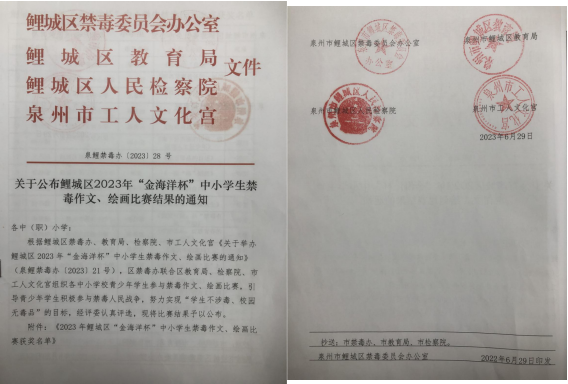 鲤城区禁毒委员会办公室
鲤城区教育局
鲤城区人民检察院
泉州市工人文化宫
文件
泉鲤禁毒办〔2023〕28 号
关于公布鲤城区2023年“金海洋杯”中小学生禁
毒作文、绘画比赛结果的通知
各中（职）小学：
根据鲤城区禁毒办、教育局、检察院、市工人文化宫《关于举办
鲤城区 2023 年“金海洋杯”中小学生禁毒作文、绘画比赛的通知》
（泉鲤禁毒办〔2023〕21 号），区禁毒办联合区教育局、检察院、市
工人文化宫组织各中小学校青少年学生参与禁毒作文、绘画比赛，引
导青少年学生积极参与禁毒人民战争，努力实现“学生不涉毒、校园
无毒品”的目标，经评委认真评选，现将比赛结果予以公布。
附件：《2023 年鲤城区“金海洋杯”中小学生禁毒作文、绘画比
赛获奖名单》
泉州市鲤城区禁毒委员会办公室
泉州市鲤城区教育局
泉州市鲤城区人民检察院
泉州市工人文化宫
2023年6月29日
抄送：市禁毒办，市教育局，市检察院。
泉州市鲤城区禁毒委员会办公室
2022年6月29日印发